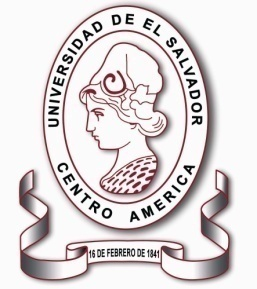 UNIVERSIDAD DE EL SALVADOR
CENTRO AMERICA
16 DE FEBRERO DE 1841